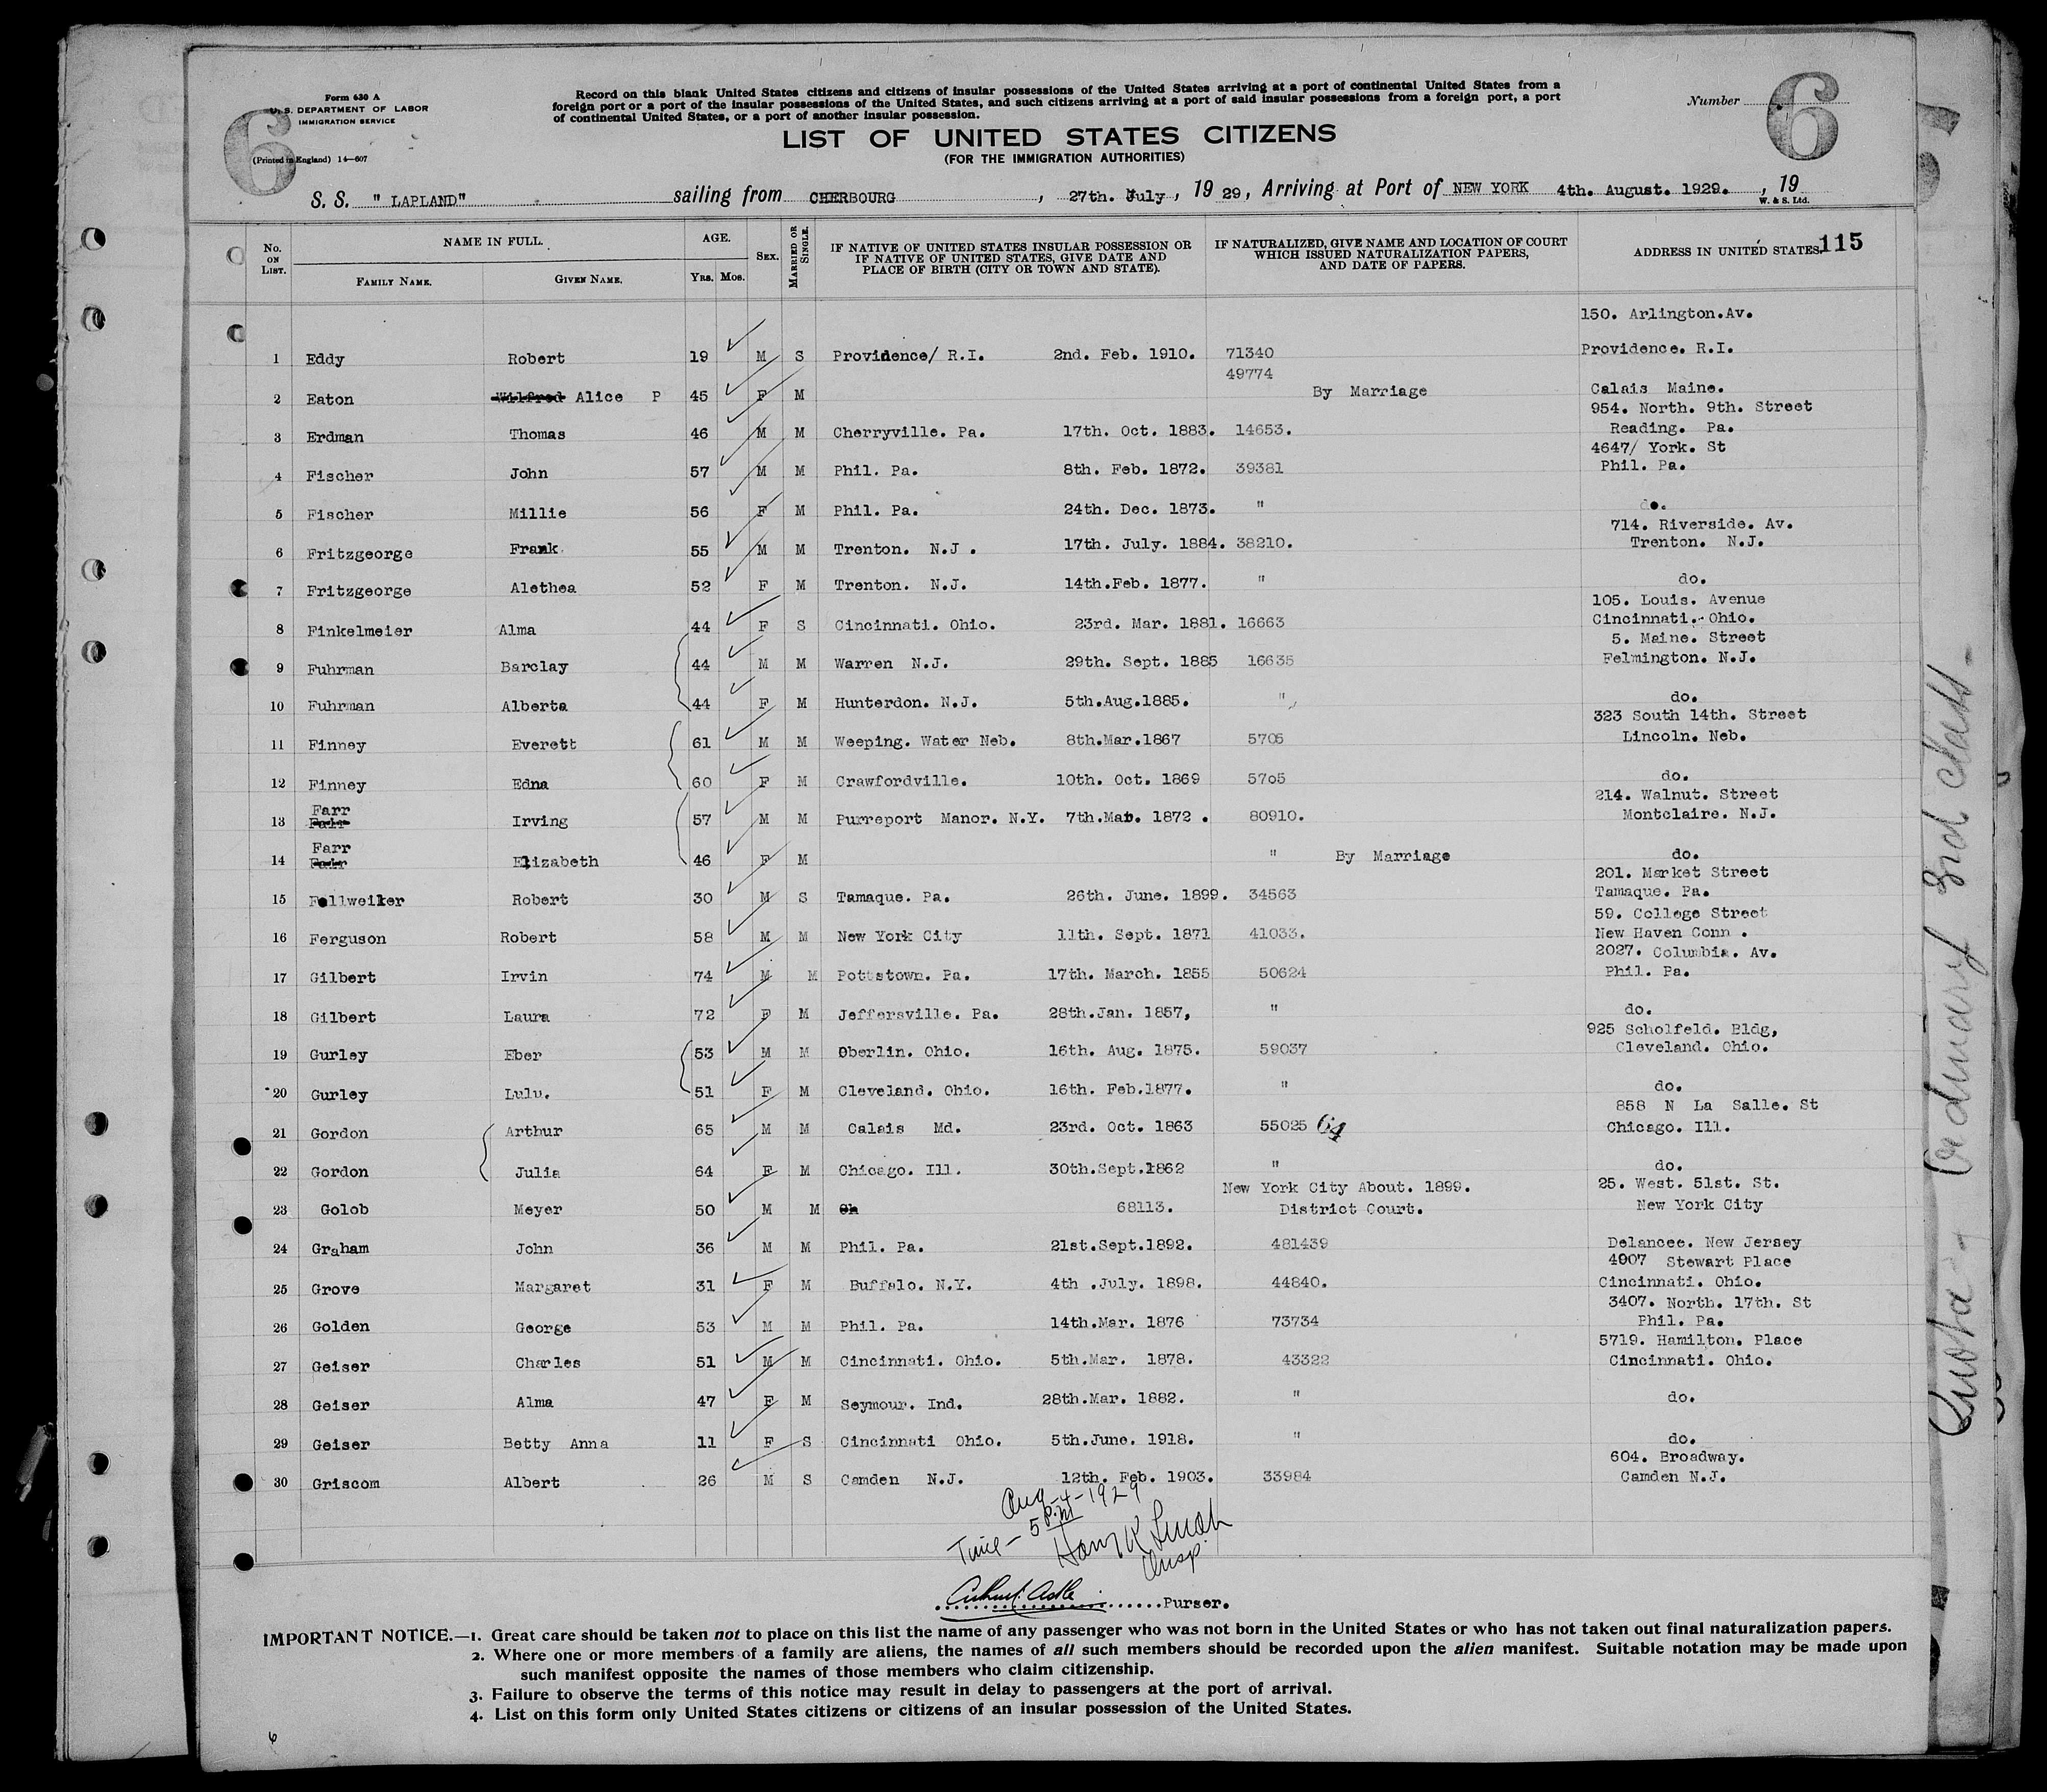 Form 630 A
U. S. DEPARTMENT OF LABOR
IMMIGRATION SERVICE
(Printed in England) 14—607
6
Record on this blank United States citizens and citizens of insular possessions of the United States arriving at a port of continental United States from a
foreign port or a port of the insular possessions of the United States, and such citizens arriving at a port of said insular possessions from a foreign port, a port
of continental United States, or a port of another insular possession.
Number 6
LIST OF UNITED STATES CITIZENS
(FOR THE IMMIGRATION AUTHORITIES)
S. S. " LAPLAND" sailing from CHERBOURG , 27th. July , 19 29, Arriving at Port of NEW YORK 4th. August. 1929. , 19
W. & S. Ltd.
No. ON LIST. NAME IN FULL. FAMILY NAME. GIVEN NAME. AGE. YRS. MOS. SEX. MARRIED OR SINGLE. IF NATIVE OF UNITED STATES INSULAR POSSESSION OR IF NATIVE OF UNITED STATES, GIVE DATE AND PLACE OF BIRTH (CITY OR TOWN AND STATE). IF NATURALIZED, GIVE NAME AND LOCATION OF COURT WHICH ISSUED NATURALIZATION PAPERS, AND DATE OF PAPERS. ADDRESS IN UNITED STATES. 115
150. Arlington.Av.
1 Eddy Robert 19 M S Providence/ R.I. 2nd. Feb. 1910. 71340 Providence. R.I.
49774
2 Eaton Wilfred Alice P 45 F M By Marriage Calais Maine.
954. North. 9th. Street
3 Erdman Thomas 46 M M Cherryville. Pa. 17th. Oct. 1883. 14653. Reading. Pa.
4647/ York. St
4 Fischer John 57 M M Phil. Pa. 8th. Feb. 1872. 39381 Phil. Pa.
5 Fischer Millie 56 F M Phil. Pa. 24th. Dec. 1873. " do.
714. Riverside. Av.
6 Fritzgeorge Frank 55 M M Trenton. N.J . 17th. July. 1884. 38210. Trenton. N.J.
7 Fritzgeorge Alethea 52 F M Trenton. N.J. 14th.Feb. 1877. " do.
105. Louis. Avenue
8 Finkelmeier Alma 44 F S Cincinnati. Ohio. 23rd. Mar. 1881. 16663 Cincinnati. Ohio.
5. Maine. Street
9 Fuhrman Barclay 44 M M Warren N.J. 29th. Sept. 1885 16635 Felmington. N.J.
10 Fuhrman Alberta 44 F M Hunterdon. N.J. 5th.Aug.1885. " do.
323 South 14th. Street
11 Finney Everett 61 M M Weeping. Water Neb. 8th.Mar.1867 5705 Lincoln. Neb.
12 Finney Edna 60 F M Crawfordville. 10th. Oct. 1869 5705 do.
214. Walnut. Street
13 Farr Irving 57 M M Purreport Manor. N.Y. 7th.Mar. 1872 . 80910. Montclaire. N.J.
14 Farr Elizabeth 46 F M " By Marriage do.
201. Market Street
15 Follweiler Robert 30 M S Tamaque. Pa. 26th. June. 1899. 34563 Tamaque. Pa.
59. College Street
16 Ferguson Robert 58 M M New York City 11th. Sept. 1871 41033. New Haven Conn .
2027. Columbia. Av.
17 Gilbert Irvin 74 M M Pottstown. Pa. 17th. March. 1855 50624 Phil. Pa.
18 Gilbert Laura 72 F M Jeffersville. Pa. 28th.Jan. 1857, " do.
925 Scholfeld. Bldg,
19 Gurley Eber 53 M M Oberlin. Ohio. 16th. Aug. 1875. 59037 Cleveland. Ohio.
20 Gurley Lulu. 51 F M Cleveland. Ohio. 16th. Feb.1877. " do.
858 N La Salle. St
21 Gordon Arthur 65 M M Calais Md. 23rd. Oct. 1863 55025 64 Chicago. Ill.
22 Gordon Julia 64 F M Chicago. Ill. 30th.Sept.1862 " do.
New York City About. 1899. 25. West. 51st. St.
23 Golob Meyer 50 M M Ch 68113. District Court. New York City
24 Graham John 36 M M Phil. Pa. 21st.Sept.1892. 481439 Delancee. New Jersey
4907 Stewart Place
25 Grove Margaret 31 F M Buffalo. N.Y. 4th .July. 1898. 44840. Cincinnati. Ohio.
3407. North. 17th. St
26 Golden George 53 M M Phil. Pa. 14th.Mar. 1876 73734 Phil. Pa.
5719. Hamilton. Place
27 Geiser Charles 51 M M Cincinnati. Ohio. 5th.Mar. 1878. 43322 Cincinnati. Ohio.
28 Geiser Alma 47 F M Seymour. Ind. 28th.Mar. 1882. " do.
29 Geiser Betty Anna 11 F S Cincinnati Ohio. 5th.June. 1918. " do.
604. Broadway.
30 Griscom Albert 26 M S Camden N.J. 12th. Feb. 1903. 33984 Camden N.J.
Aug-4-1929
Time - 5 P.M
Insp.
Purser.
IMPORTANT NOTICE.—1. Great care should be taken not to place on this list the name of any passenger who was not born in the United States or who has not taken out final naturalization papers.
2. Where one or more members of a family are aliens, the names of all such members should be recorded upon the alien manifest. Suitable notation may be made upon
such manifest opposite the names of those members who claim citizenship.
3. Failure to observe the terms of this notice may result in delay to passengers at the port of arrival.
4. List on this form only United States citizens or citizens of an insular possession of the United States.
6
ordinary 3rd Class